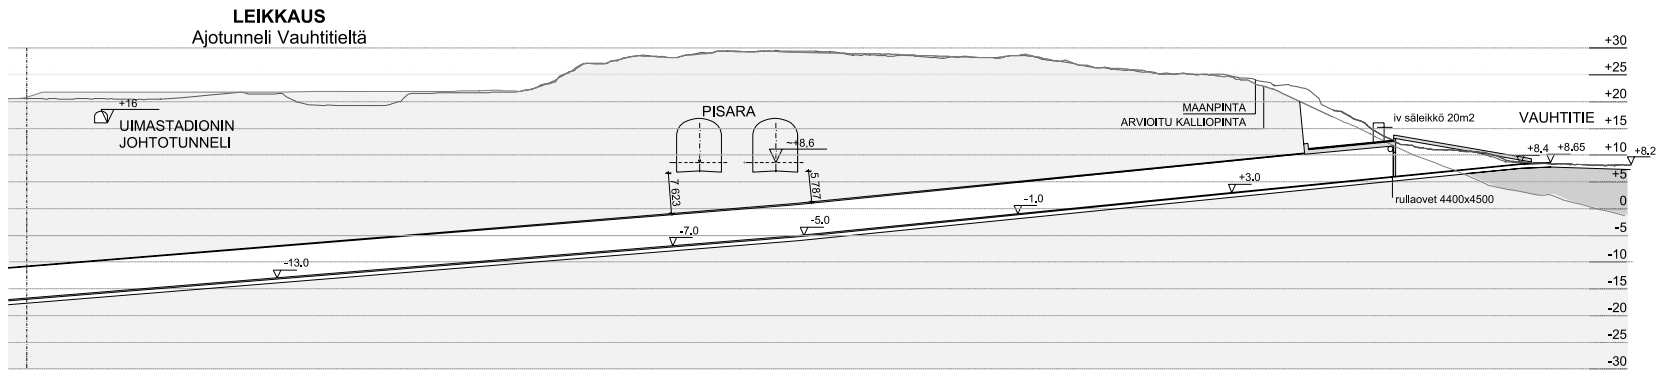 LEIKKAUS
Ajotunneli Vauhtitieltä
+30
+25
+20
+15
+10
+5
0
-5
-10
-15
-20
-25
-30
+16
UIMASTADIONIN
JOHTOTUNNELI
PISARA
~+8,6
7 623
5 787
MAANPINTA
ARVIOITU KALLIOPINTA
iv säleikkö 20m2
VAUHTITIE
+8.4
+8.65
+8.2
rullaovet 4400x4500
+3.0
-1.0
-5.0
-7.0
-13.0